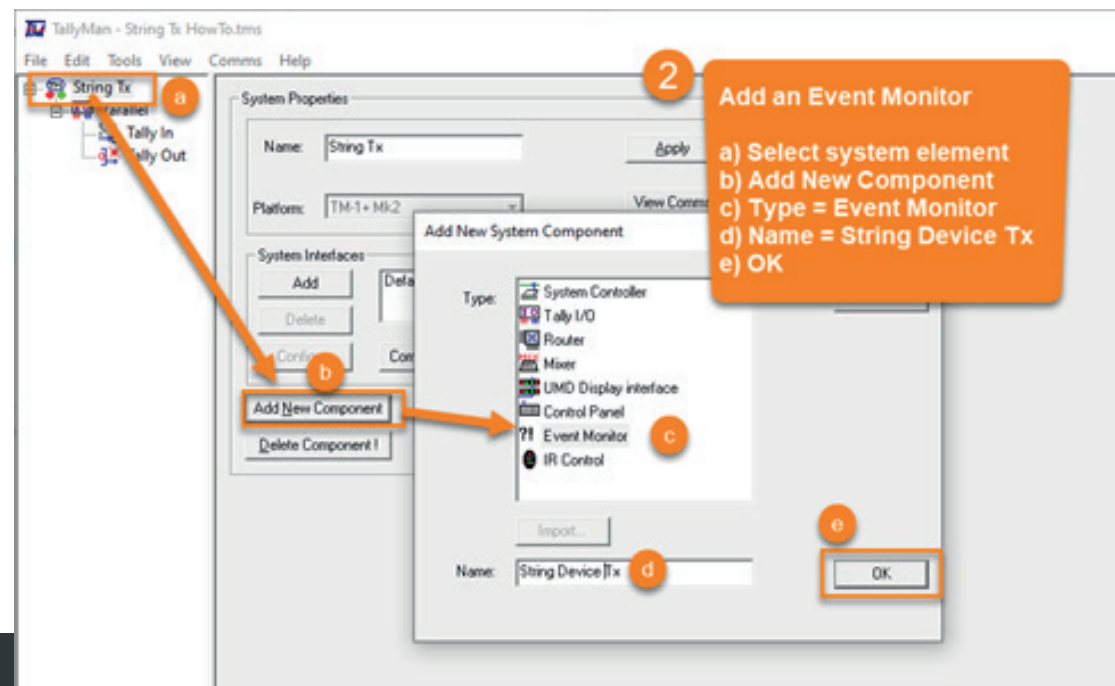 TallyMan - String Tx HowTo.tms
File Edit Tools View Comms Help
String Tx
a
Parallel
Tally In
Tally Out
System Properties
Name: String Tx
Apply
Platform: TM-1+ Mk2
View Comms
System Interfaces
Add
Delete
b
Add New Component
Delete Component !
2
Add an Event Monitor
a) Select system element
b) Add New Component
c) Type = Event Monitor
d) Name = String Device Tx
e) OK
Add New System Component
Type:
System Controller
Tally I/O
Router
Mixer
UMD Display interface
Control Panel
?! Event Monitor
c
IR Control
Import...
Name: String Device Tx
d
e
OK